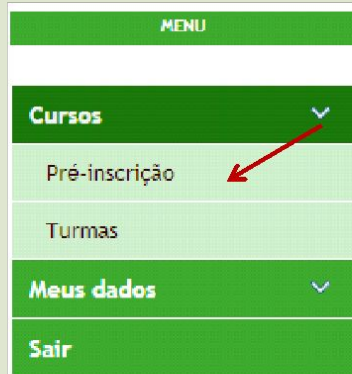 MENU
Cursos
Pré-inscrição
Turmas
Meus dados
Sair